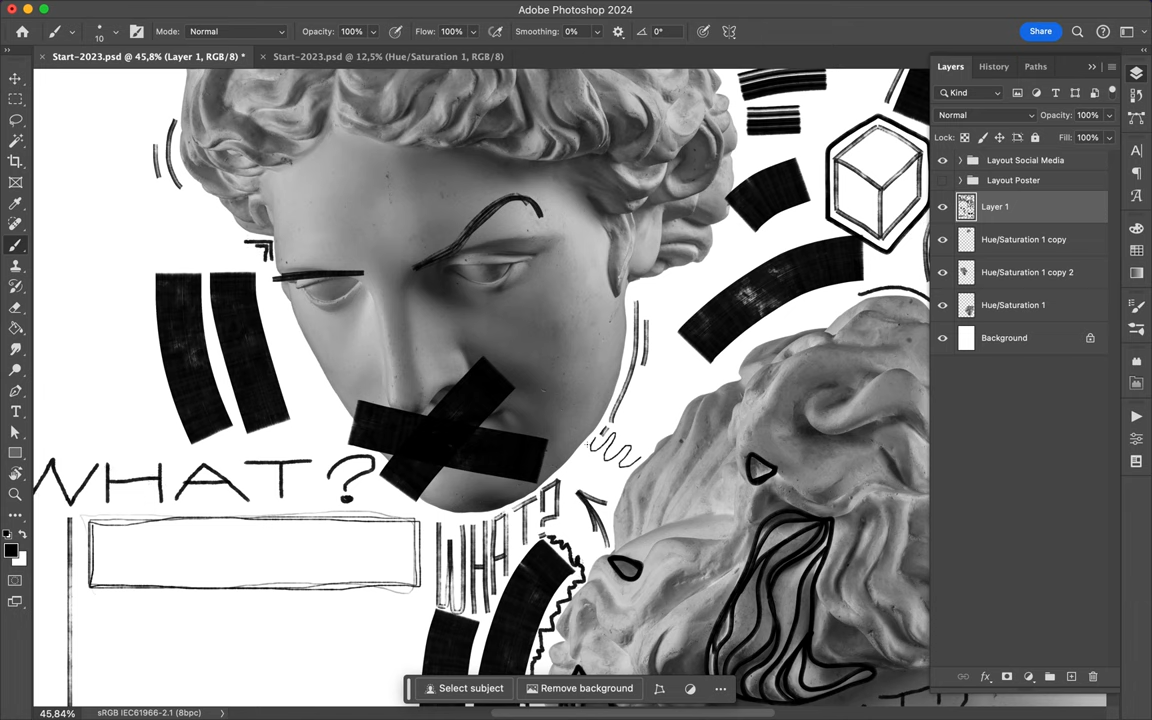 Adobe Photoshop 2024
10 Mode: Normal Opacity: 100% Flow: 100% Smoothing: 0% 0° Share
Start-2023.psd @ 45,8% (Layer 1, RGB/8) * Start-2023.psd @ 12,5% (Hue/Saturation 1, RGB/8)
Layers History Paths
Kind
Normal Opacity: 100%
Lock: Fill: 100%
Layout Social Media
Layout Poster
Layer 1
Hue/Saturation 1 copy
Hue/Saturation 1 copy 2
Hue/Saturation 1
Background
WHAT?
WHAT?
Select subject Remove background
45,84% sRGB IEC61966-2.1 (8bpc)